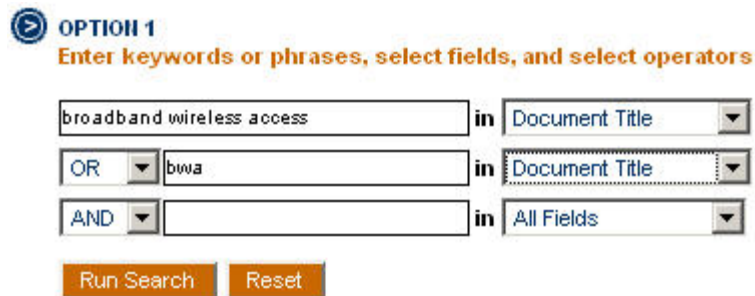 OPTION 1
Enter keywords or phrases, select fields, and select operators
broadband wireless access in Document Title
OR bwa in Document Title
AND in All Fields
Run Search Reset